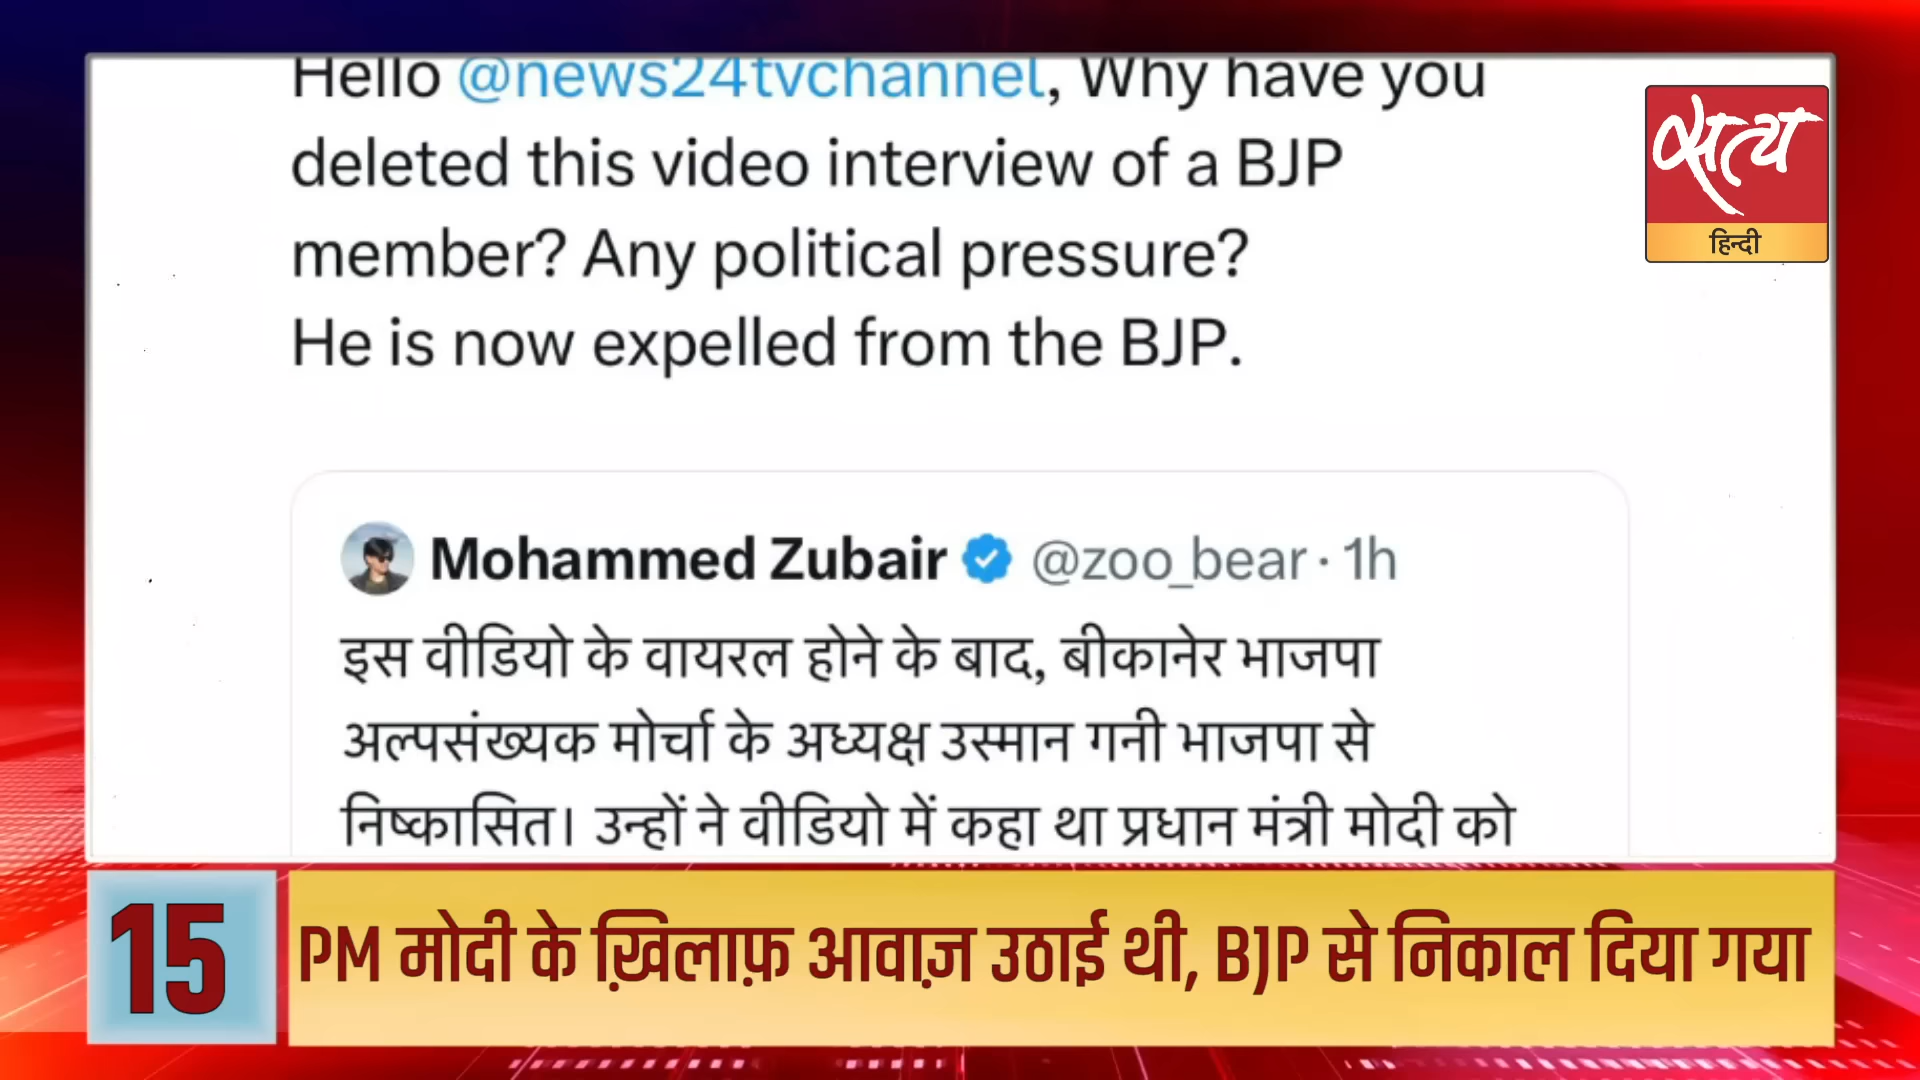 Hello @news24tvchannel, Why have you
deleted this video interview of a BJP
member? Any political pressure?
He is now expelled from the BJP.
सत्य
हिन्दी
Mohammed Zubair @zoo_bear · 1h
इस वीडियो के वायरल होने के बाद, बीकानेर भाजपा
अल्पसंख्यक मोर्चा के अध्यक्ष उस्मान गनी भाजपा से
निष्कासित। उन्हों ने वीडियो में कहा था प्रधान मंत्री मोदी को
15
PM मोदी के ख़िलाफ़ आवाज़ उठाई थी, BJP से निकाल दिया गया